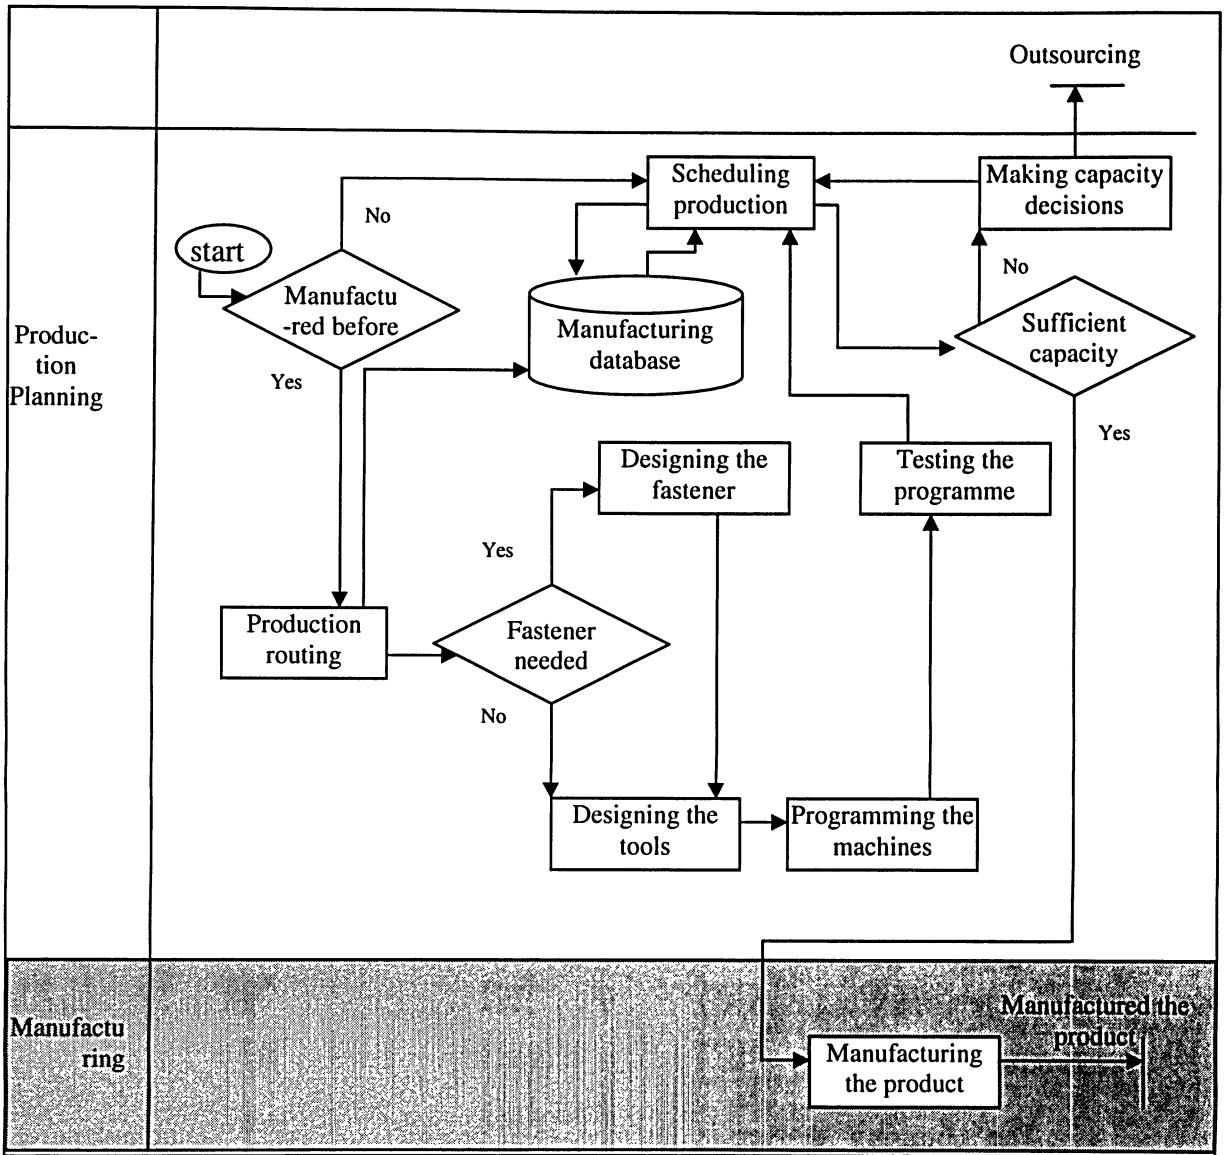 Outsourcing
Scheduling
production
Making capacity
decisions
No
start
No
Manufactu
-red before
Manufacturing
database
Sufficient
capacity
Produc-
tion
Planning
Yes
Yes
Designing the
fastener
Testing the
programme
Yes
Production
routing
Fastener
needed
No
Designing the
tools
Programming the
machines
Manufactu
ring
Manufactured the
product
Manufacturing
the product